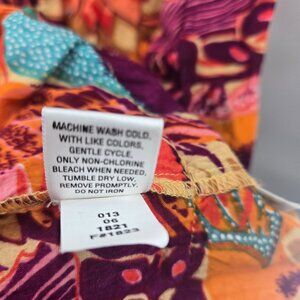 MACHINE WASH COLD,
WITH LIKE COLORS,
GENTLE CYCLE,
ONLY NON-CHLORINE
BLEACH WHEN NEEDED,
TUMBLE DRY LOW,
REMOVE PROMPTLY.
DO NOT IRON
013
06
1821
F21823